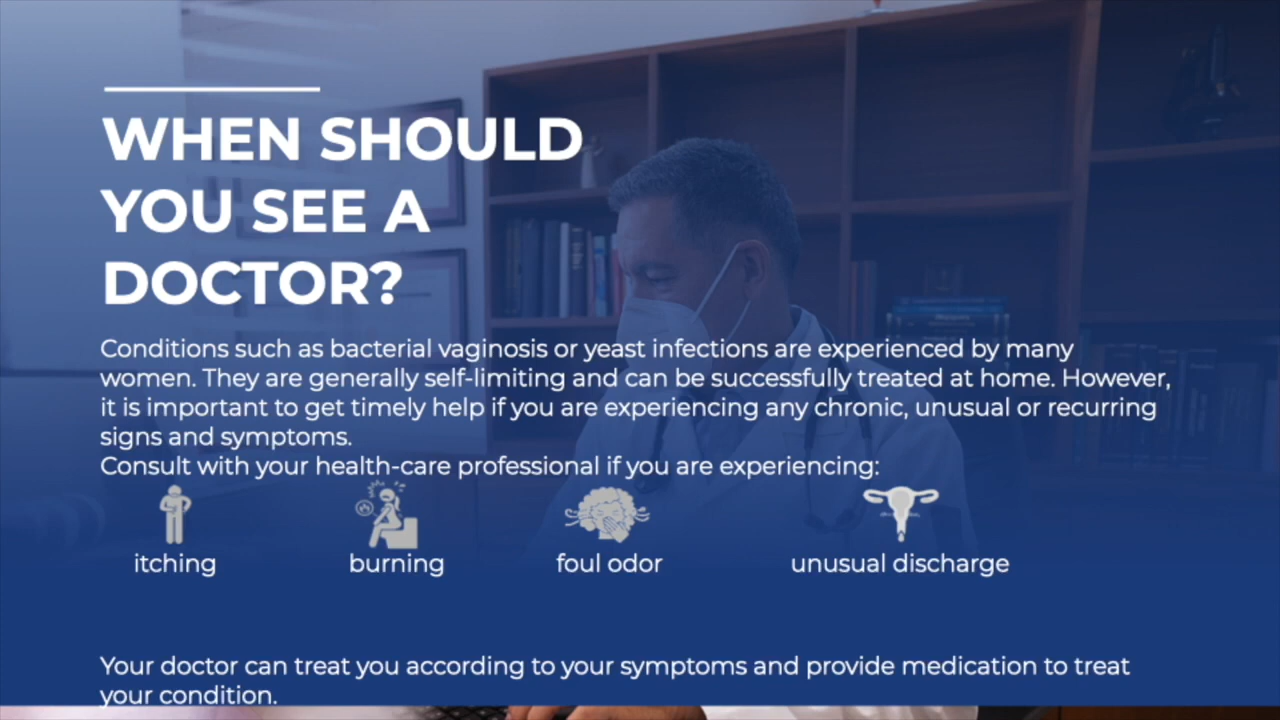 WHEN SHOULD
YOU SEE A
DOCTOR?
Conditions such as bacterial vaginosis or yeast infections are experienced by many
women. They are generally self-limiting and can be successfully treated at home. However,
it is important to get timely help if you are experiencing any chronic, unusual or recurring
signs and symptoms.
Consult with your health-care professional if you are experiencing:
itching burning foul odor unusual discharge
Your doctor can treat you according to your symptoms and provide medication to treat
your condition.